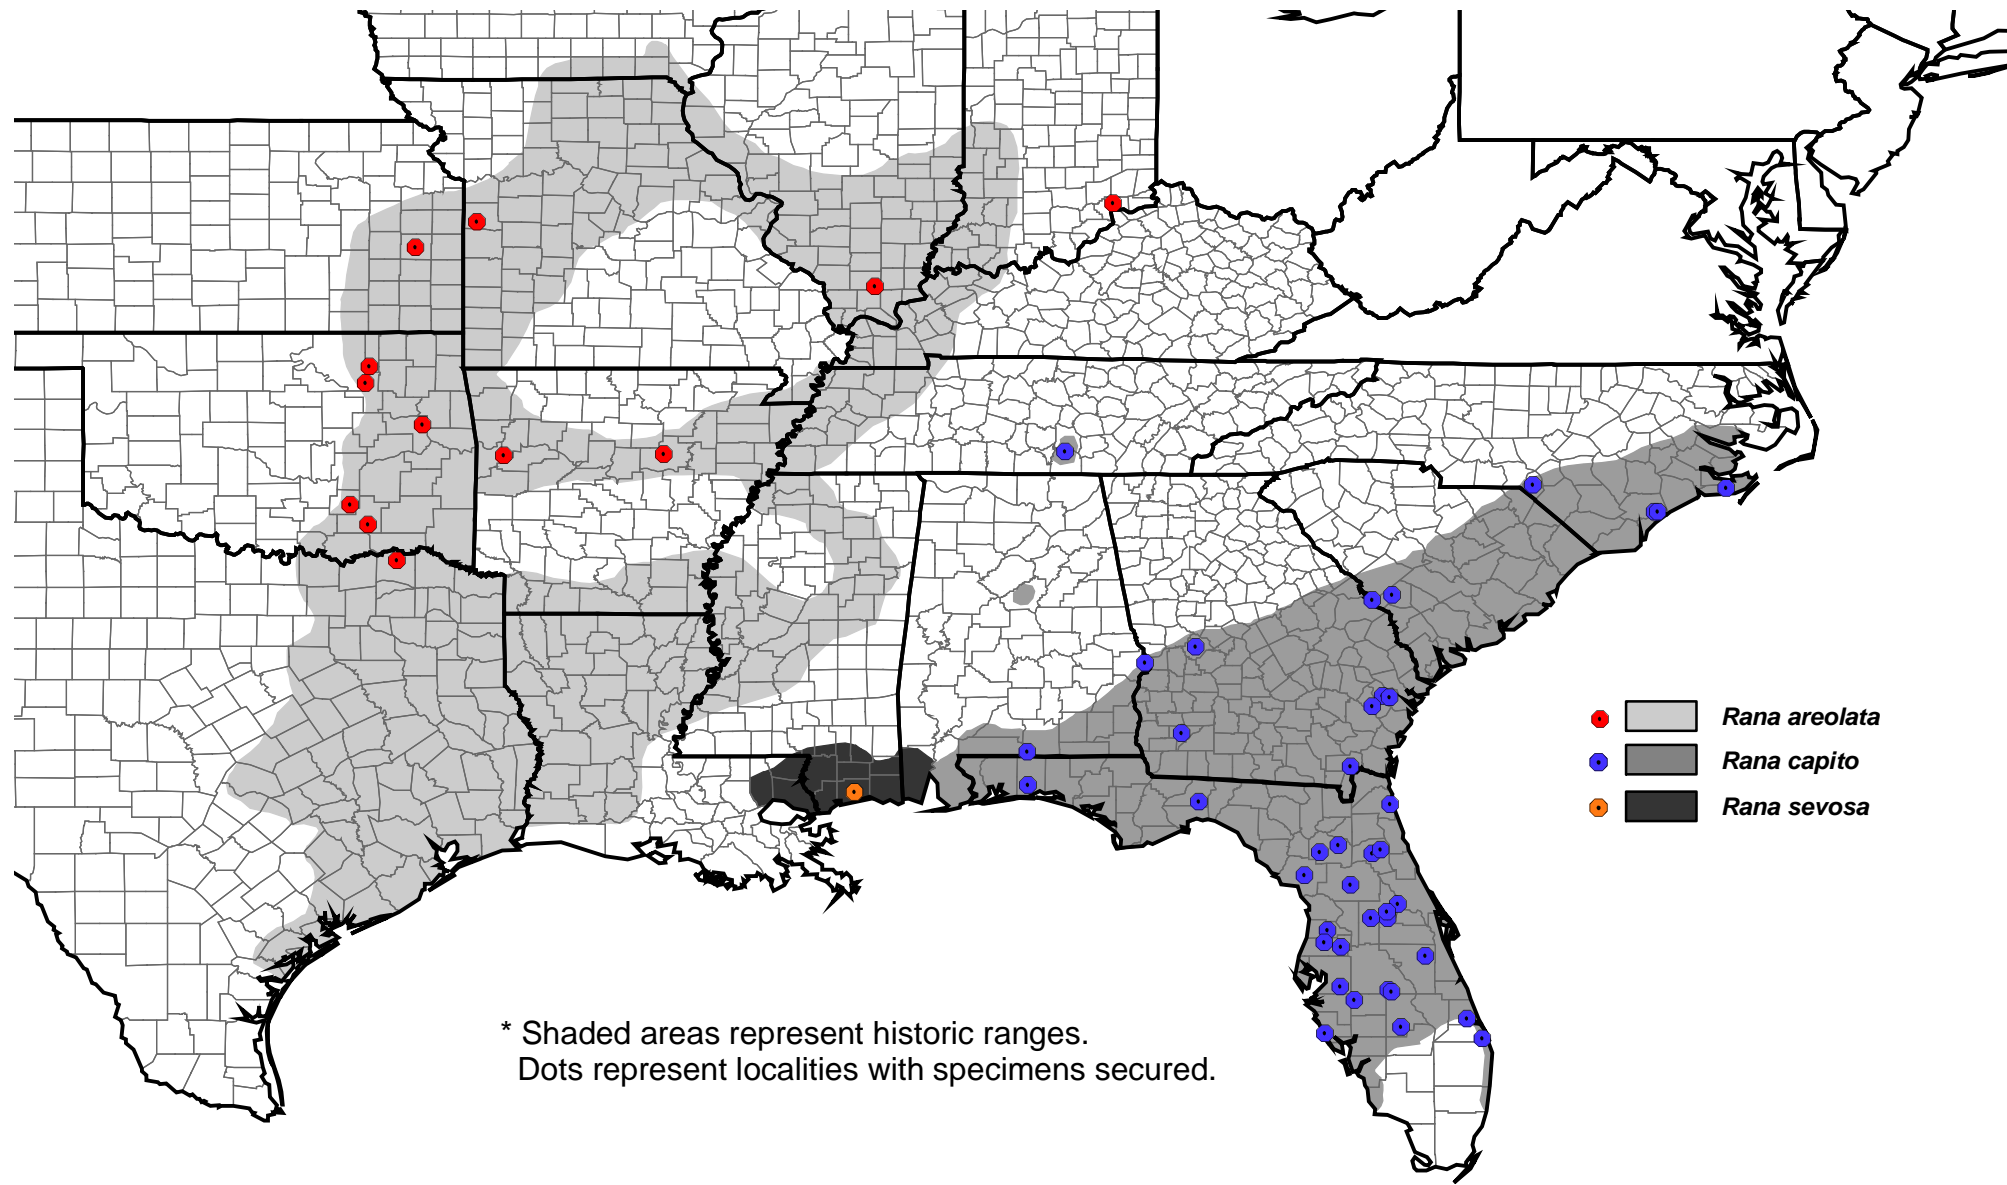 Rana areolata
Rana capito
Rana sevosa
* Shaded areas represent historic ranges.
Dots represent localities with specimens secured.